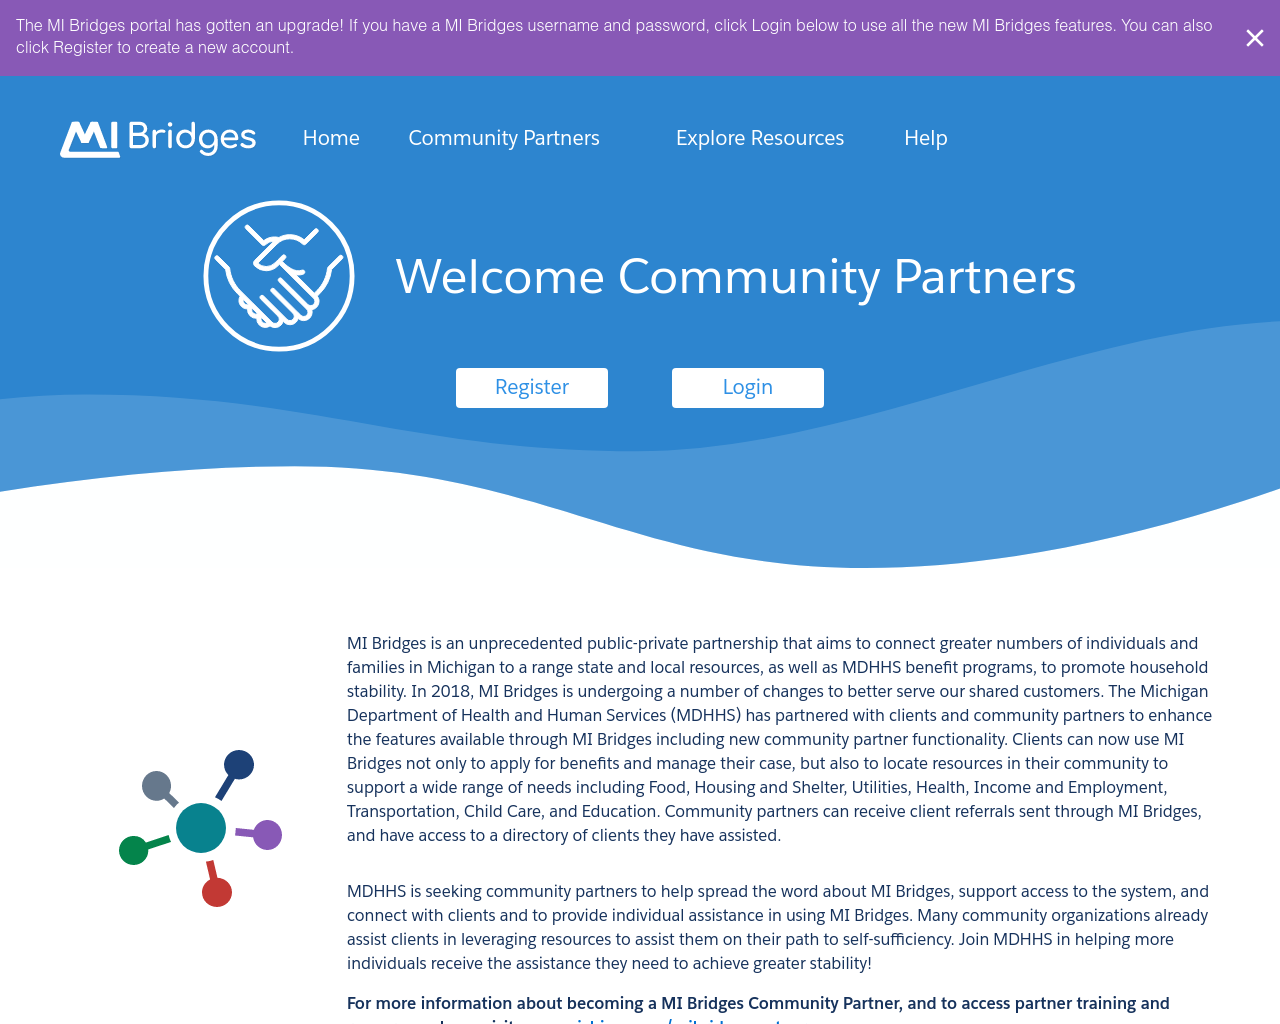 The MI Bridges portal has gotten an upgrade! If you have a MI Bridges username and password, click Login below to use all the new MI Bridges features. You can also
click Register to create a new account.
MI Bridges
Home
Community Partners
Explore Resources
Help
Welcome Community Partners
Register
Login
MI Bridges is an unprecedented public-private partnership that aims to connect greater numbers of individuals and
families in Michigan to a range state and local resources, as well as MDHHS benefit programs, to promote household
stability. In 2018, MI Bridges is undergoing a number of changes to better serve our shared customers. The Michigan
Department of Health and Human Services (MDHHS) has partnered with clients and community partners to enhance
the features available through MI Bridges including new community partner functionality. Clients can now use MI
Bridges not only to apply for benefits and manage their case, but also to locate resources in their community to
support a wide range of needs including Food, Housing and Shelter, Utilities, Health, Income and Employment,
Transportation, Child Care, and Education. Community partners can receive client referrals sent through MI Bridges,
and have access to a directory of clients they have assisted.
MDHHS is seeking community partners to help spread the word about MI Bridges, support access to the system, and
connect with clients and to provide individual assistance in using MI Bridges. Many community organizations already
assist clients in leveraging resources to assist them on their path to self-sufficiency. Join MDHHS in helping more
individuals receive the assistance they need to achieve greater stability!
For more information about becoming a MI Bridges Community Partner, and to access partner training and